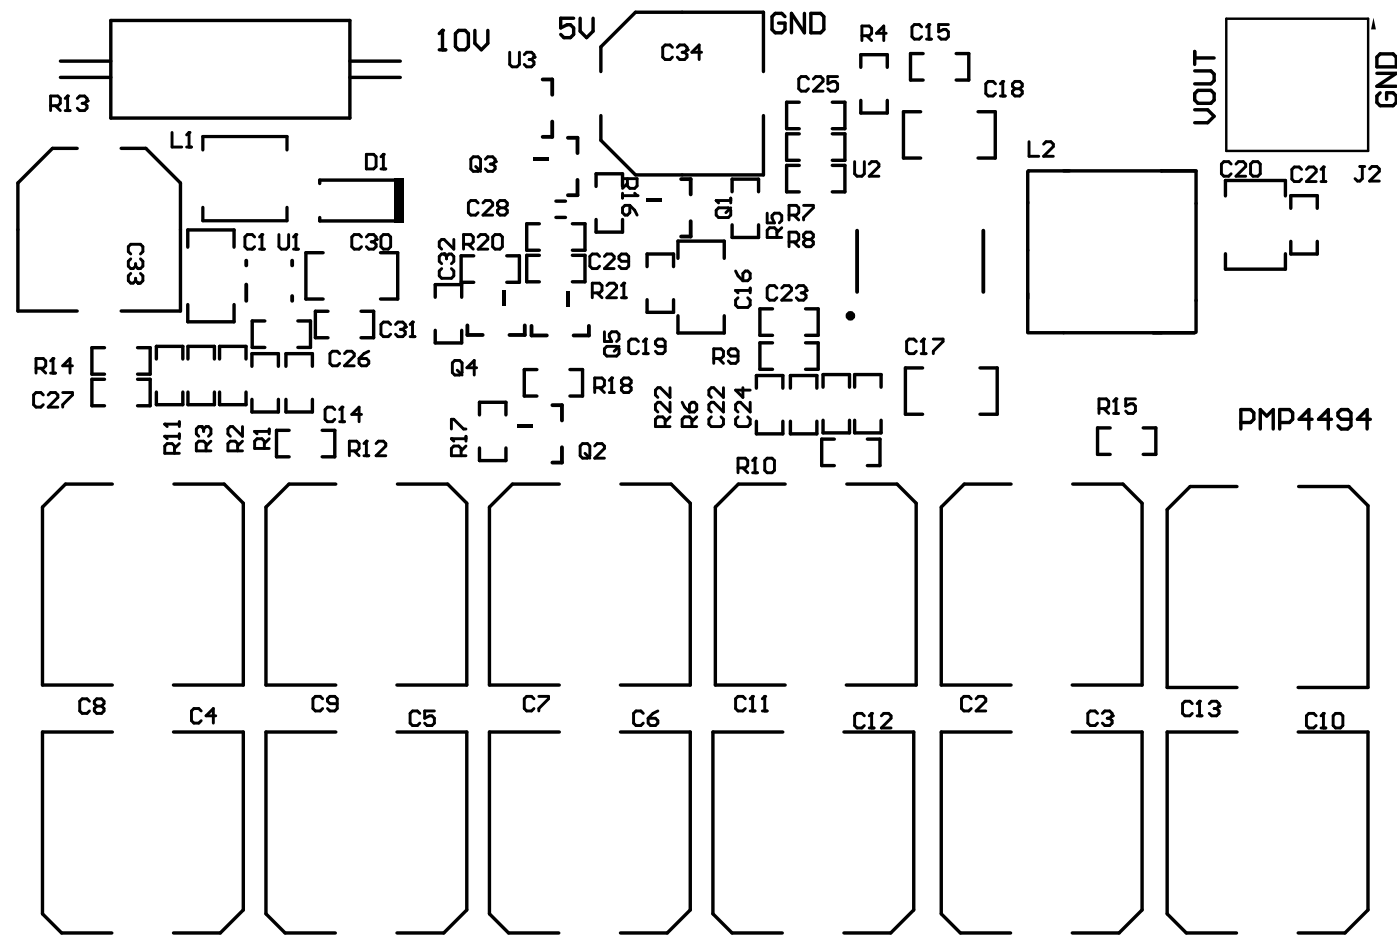 10V
5V
GND
R4
C15
C34
U3
VOUT
GND
R13
C25
C18
L1
L2
D1
Q3
U2
C20
C21
J2
R16
Q1
C28
R5
R7
R8
C1
U1
C30
C33
C32
R20
C29
R21
C16
C23
C31
C26
Q5
C19
R9
C17
R14
Q4
C27
R18
C14
R22
R6
C22
C24
R15
PMP4494
R11
R3
R2
R1
R12
R17
Q2
R10
C8
C4
C9
C5
C7
C6
C11
C12
C2
C3
C13
C10